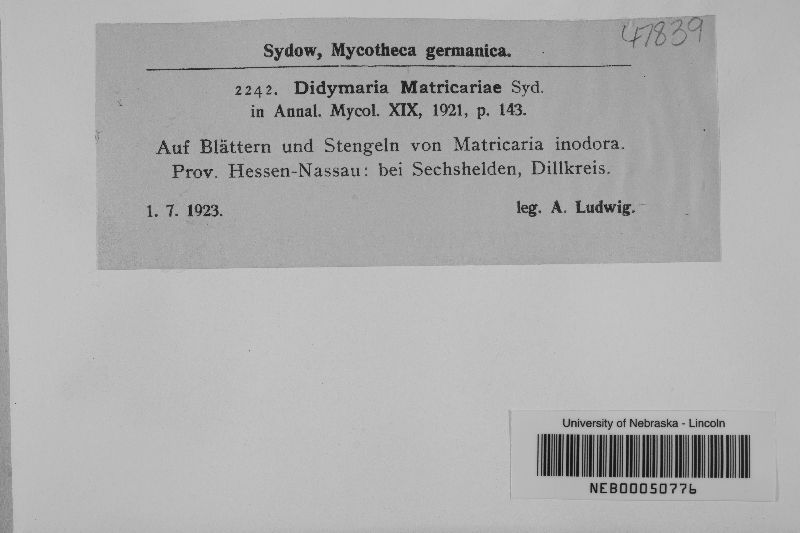 47839
Sydow, Mycotheca germanica.
2242. Didymaria Matricariae Syd.
in Annal. Mycol. XIX, 1921, p. 143.
Auf Blättern und Stengeln von Matricaria inodora.
Prov. Hessen-Nassau: bei Sechshelden, Dillkreis.
1. 7. 1923. leg. A. Ludwig.
University of Nebraska - Lincoln
NEB00050776